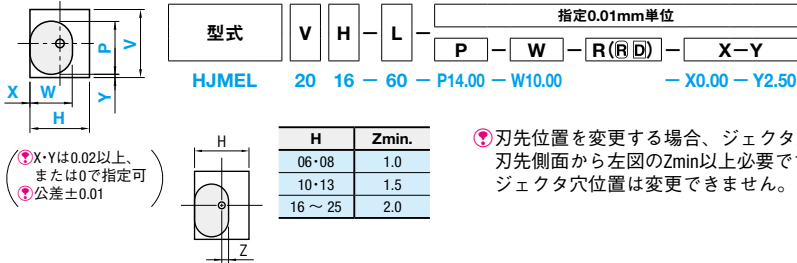 型式 V H － L － 指定0.01mm単位
P － W － R(Ⓡ D) － X－Y
HJMEL 20 16 － 60 － P14.00 － W10.00 － X0.00 － Y2.50
P V
X W Y
H
X・Yは0.02以上、
または0で指定可
公差±0.01
H
Z
H Zmin.
06・08 1.0
10・13 1.5
16 ～ 25 2.0
刃先位置を変更する場合、ジェクタ
刃先側面から左図のZmin以上必要で
ジェクタ穴位置は変更できません。